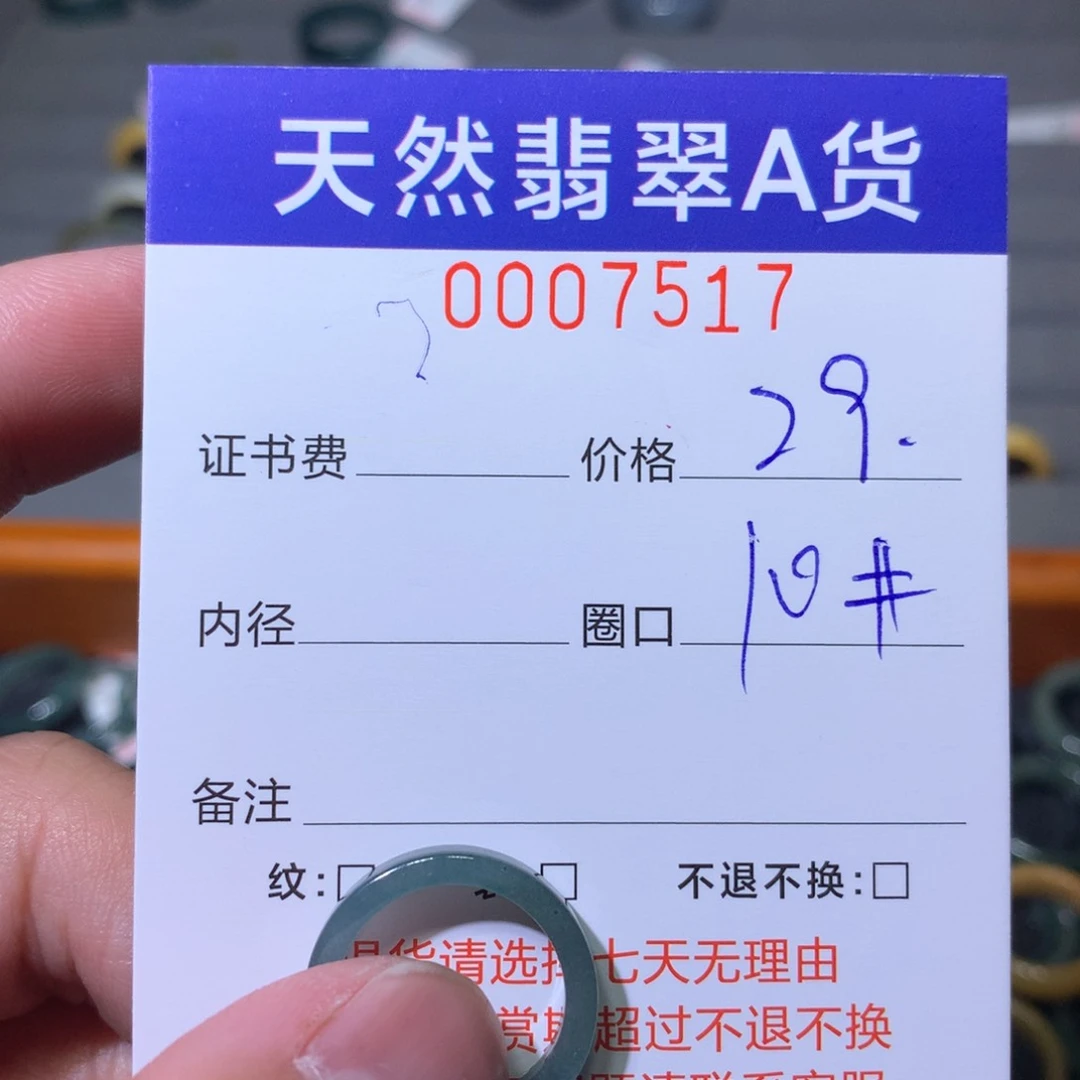 天然翡翠A货
0007517
证书费 价格 29.
内径 圈口 10#
备注
纹:□ □ 不退不换:□
货请选择 七天无理由
赏 超过不退不换